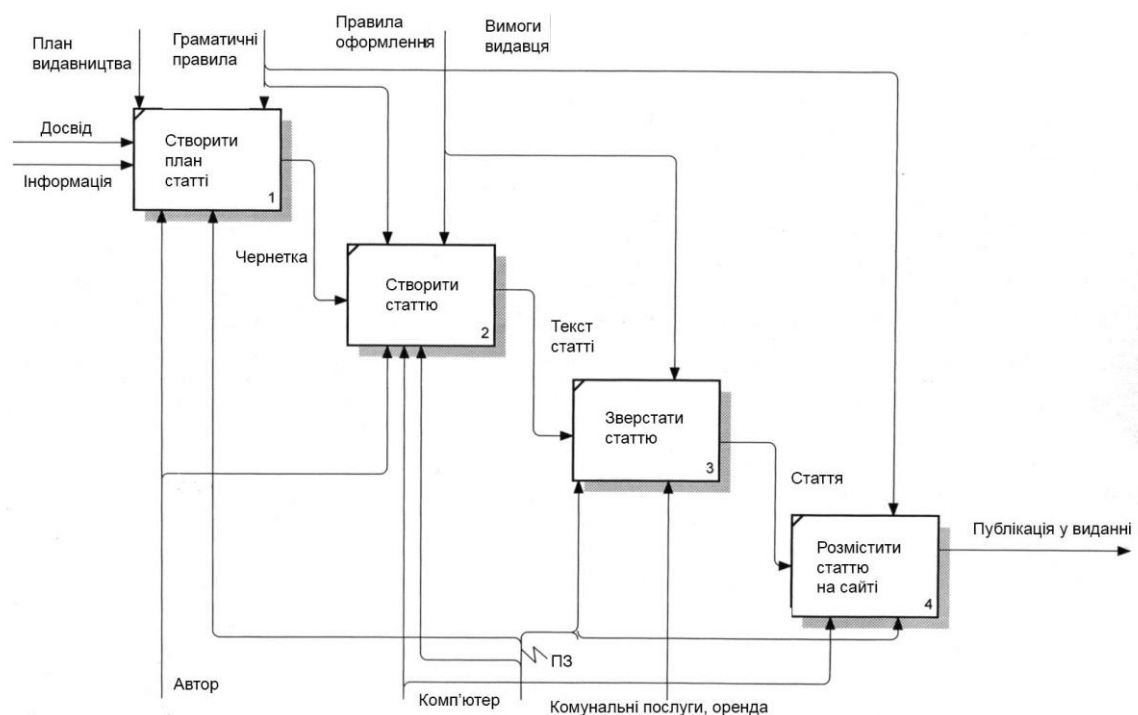 План
видавництва
Граматичні
правила
Правила
оформлення
Вимоги
видавця
Досвід
Інформація
Створити
план
статті
1
Чернетка
Створити
статтю
2
Текст
статті
Зверстати
статтю
3
Стаття
Розмістити
статтю
на сайті
4
Публікація у виданні
ПЗ
Автор
Комп’ютер
Комунальні послуги, оренда